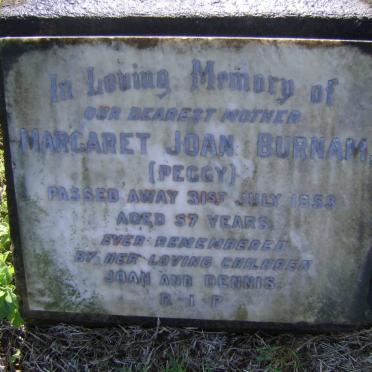 In Loving Memory of
OUR DEAREST MOTHER
MARGARET JOAN BURNAM
(PEGGY)
PASSED AWAY 31ST JULY 1953
AGED 37 YEARS.
EVER REMEMBERED
BY HER LOVING CHILDREN
JOAN AND DENNIS.
R.I.P.